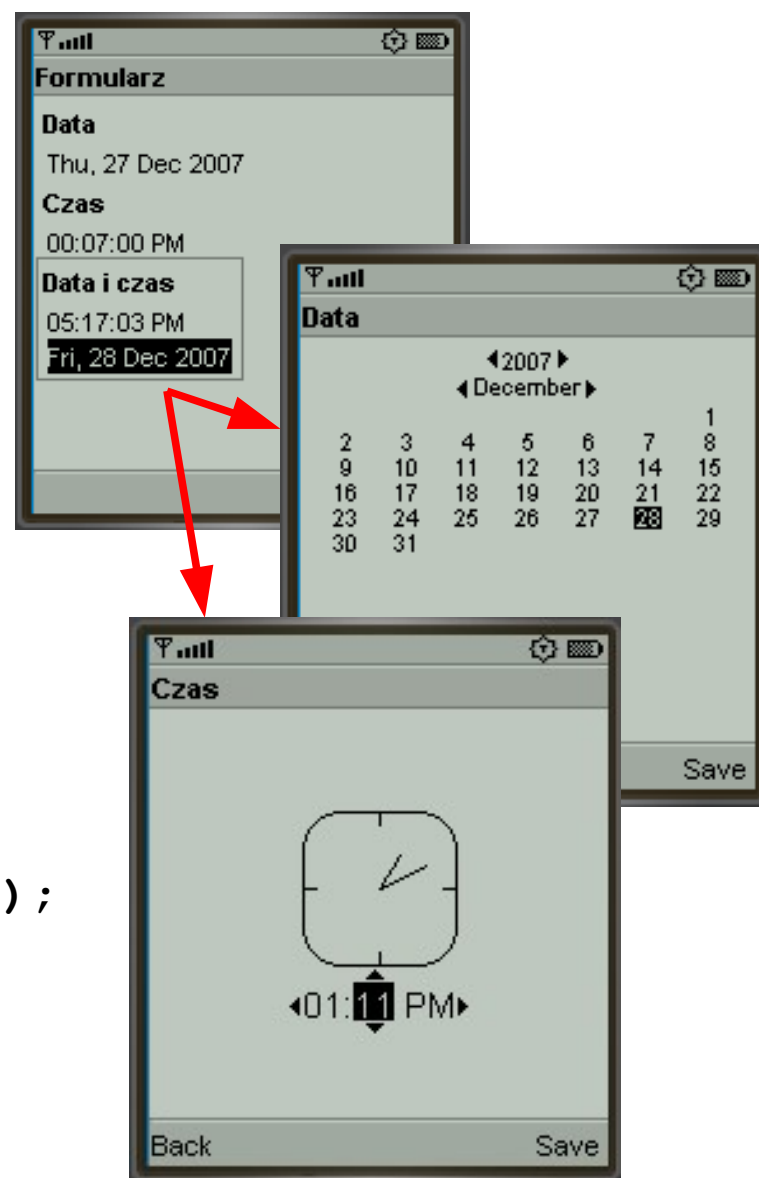 Formularz
Data
Thu, 27 Dec 2007
Czas
00:07:00 PM
Data i czas
05:17:03 PM
Fri, 28 Dec 2007
Data
2007
December
1
2 3 4 5 6 7 8
9 10 11 12 13 14 15
16 17 18 19 20 21 22
23 24 25 26 27 28 29
30 31
Save
Czas
01:11 PM
Back Save
);